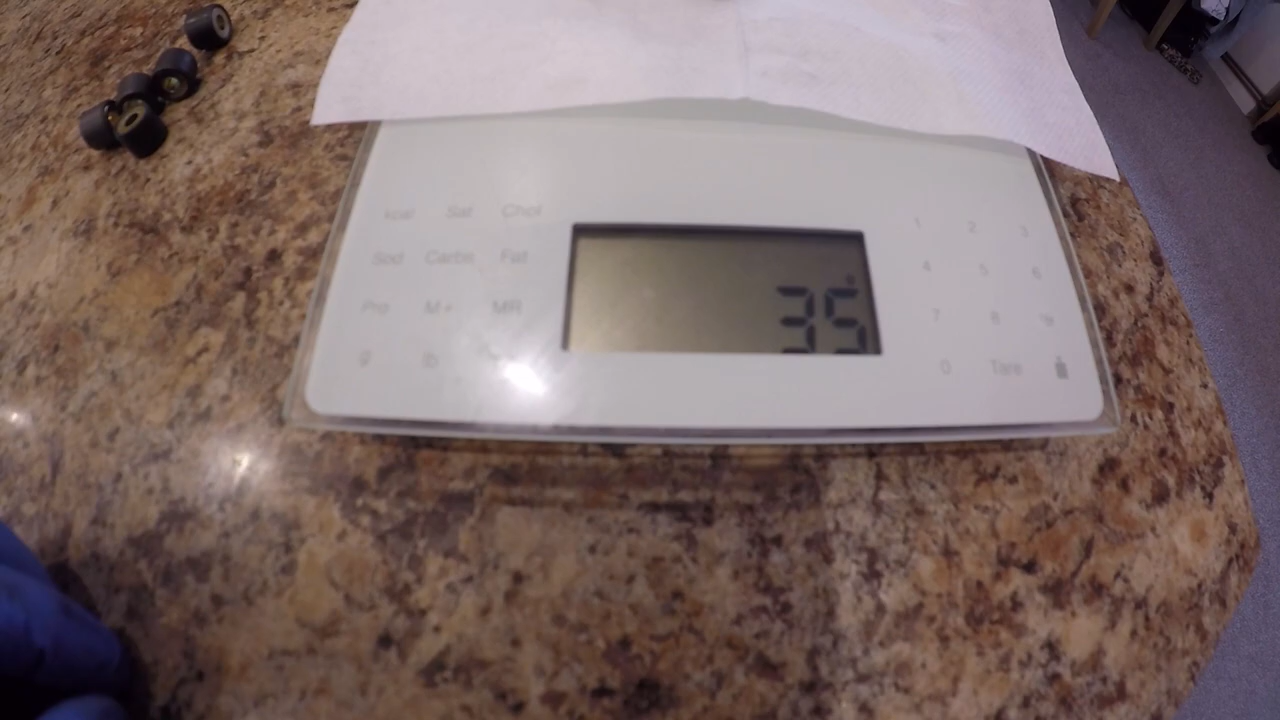 kcal Sat Chol
Sod Carbs Fat
Pro M+ MR
g lb
35
g
1 2 3
4 5 6
7 8 9
0 Tare